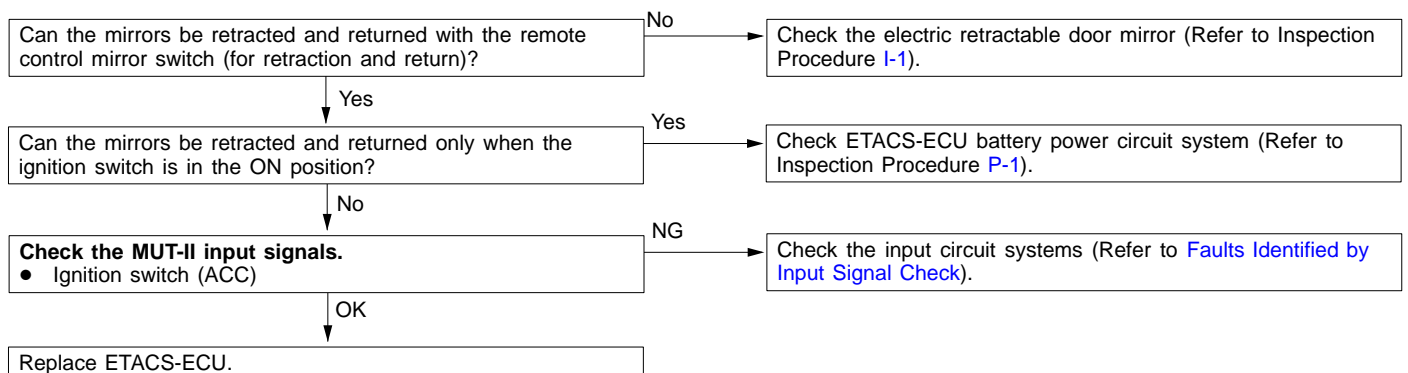 Can the mirrors be retracted and returned with the remote
control mirror switch (for retraction and return)?
No
Check the electric retractable door mirror (Refer to Inspection
Procedure I-1).
Yes
Can the mirrors be retracted and returned only when the
ignition switch is in the ON position?
Yes
Check ETACS-ECU battery power circuit system (Refer to
Inspection Procedure P-1).
No
Check the MUT-II input signals.
● Ignition switch (ACC)
NG
Check the input circuit systems (Refer to Faults Identified by
Input Signal Check).
OK
Replace ETACS-ECU.